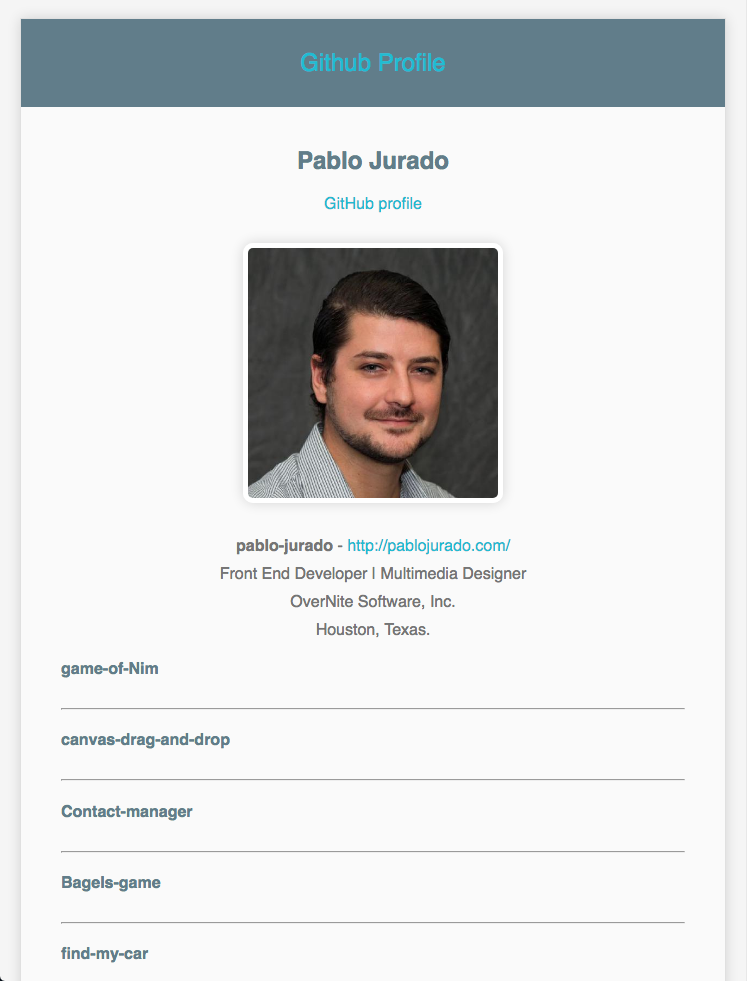 Github Profile
Pablo Jurado
GitHub profile
pablo-jurado - http://pablojurado.com/
Front End Developer | Multimedia Designer
OverNite Software, Inc.
Houston, Texas.
game-of-Nim
canvas-drag-and-drop
Contact-manager
Bagels-game
find-my-car